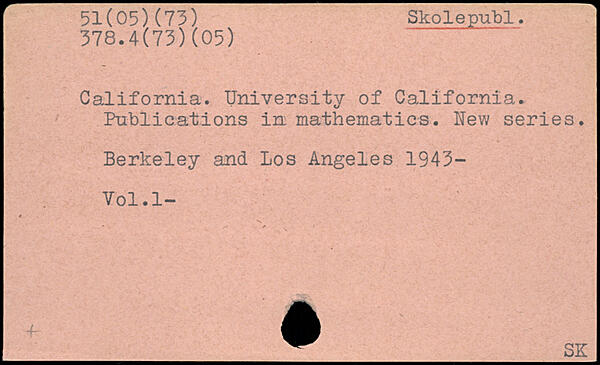 51(05)(73) Skolepubl.
378.4(73)(05)
California. University of California.
Publications in mathematics. New series.
Berkeley and Los Angeles 1943-
Vol.1-
+
SK